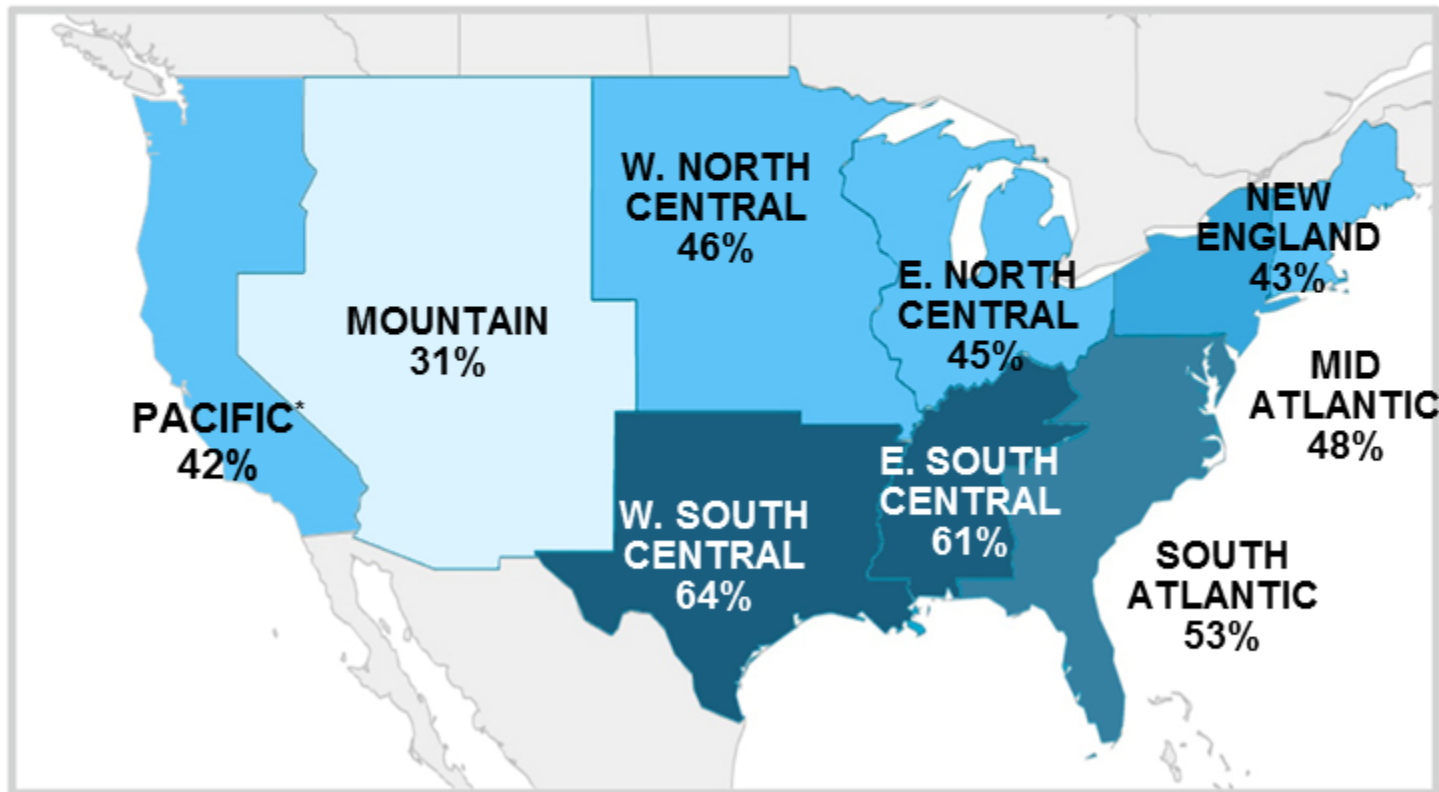 W. NORTH
CENTRAL
46%
NEW
ENGLAND
43%
E. NORTH
CENTRAL
45%
MOUNTAIN
31%
MID
ATLANTIC
48%
PACIFIC*
42%
E. SOUTH
CENTRAL
61%
W. SOUTH
CENTRAL
64%
SOUTH
ATLANTIC
53%